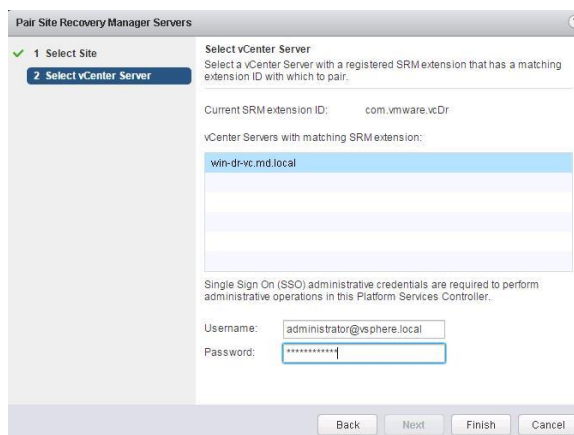 Pair Site Recovery Manager Servers
1 Select Site
2 Select vCenter Server
Select vCenter Server
Select a vCenter Server with a registered SRM extension that has a matching
extension ID with which to pair.
Current SRM extension ID: com.vmware.vcDr
vCenter Servers with matching SRM extension:
win-dr-vc.md.local
Single Sign On (SSO) administrative credentials are required to perform
administrative operations in this Platform Services Controller.
Username: administrator@vsphere.local
Password: ************
Back Next Finish Cancel